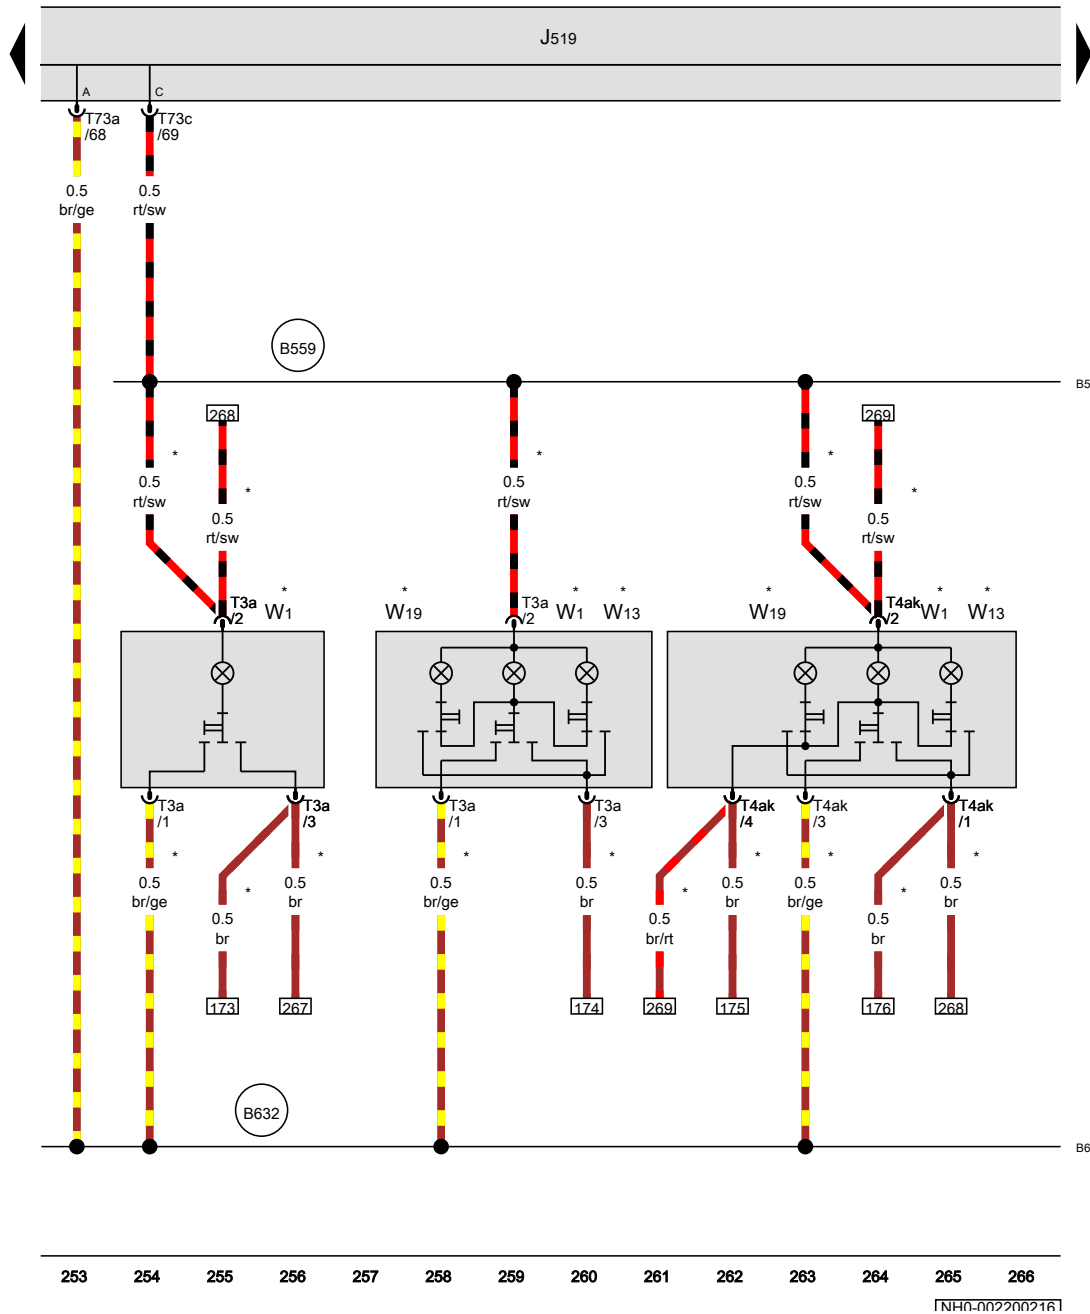 J519
A
C
T73a
/68
T73c
/69
0.5
br/ge
0.5
rt/sw
B559
B5
268
269
*
*
*
*
*
0.5
rt/sw
0.5
rt/sw
0.5
rt/sw
0.5
rt/sw
0.5
rt/sw
*
*
*
*
*
*
*
T3a
/2
W1
W19
T3a
/2
W1
W13
W19
T4ak
/2
W1
W13
T3a
/1
T3a
/3
T3a
/1
T3a
/3
T4ak
/4
T4ak
/3
T4ak
/1
*
*
*
*
*
*
*
0.5
br/ge
*
0.5
br
0.5
br
0.5
br/ge
0.5
br
*
0.5
br/rt
0.5
br
0.5
br/ge
*
0.5
br
0.5
br
173
267
174
269
175
176
268
B632
B6
253 254 255 256 257 258 259 260 261 262 263 264 265 266
NH0-002200216